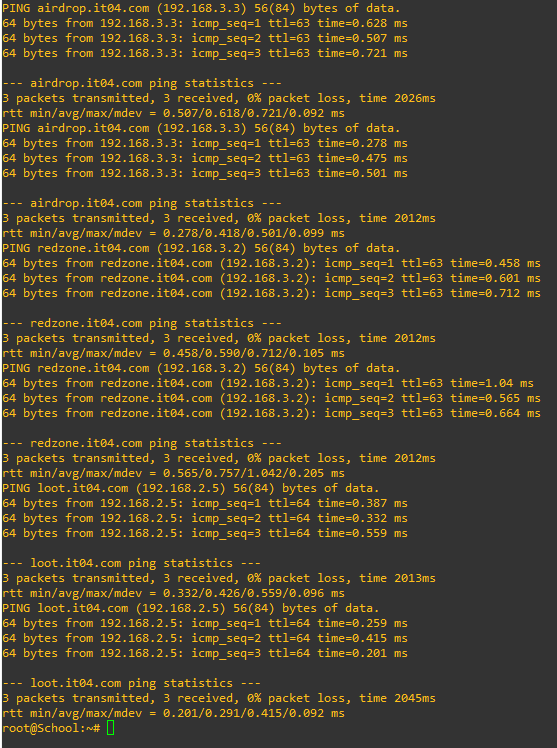 PING airdrop.it04.com (192.168.3.3) 56(84) bytes of data.
64 bytes from 192.168.3.3: icmp_seq=1 ttl=63 time=0.628 ms
64 bytes from 192.168.3.3: icmp_seq=2 ttl=63 time=0.507 ms
64 bytes from 192.168.3.3: icmp_seq=3 ttl=63 time=0.721 ms
--- airdrop.it04.com ping statistics ---
3 packets transmitted, 3 received, 0% packet loss, time 2026ms
rtt min/avg/max/mdev = 0.507/0.618/0.721/0.092 ms
PING airdrop.it04.com (192.168.3.3) 56(84) bytes of data.
64 bytes from 192.168.3.3: icmp_seq=1 ttl=63 time=0.278 ms
64 bytes from 192.168.3.3: icmp_seq=2 ttl=63 time=0.475 ms
64 bytes from 192.168.3.3: icmp_seq=3 ttl=63 time=0.501 ms
--- airdrop.it04.com ping statistics ---
3 packets transmitted, 3 received, 0% packet loss, time 2012ms
rtt min/avg/max/mdev = 0.278/0.418/0.501/0.099 ms
PING redzone.it04.com (192.168.3.2) 56(84) bytes of data.
64 bytes from redzone.it04.com (192.168.3.2): icmp_seq=1 ttl=63 time=0.458 ms
64 bytes from redzone.it04.com (192.168.3.2): icmp_seq=2 ttl=63 time=0.601 ms
64 bytes from redzone.it04.com (192.168.3.2): icmp_seq=3 ttl=63 time=0.712 ms
--- redzone.it04.com ping statistics ---
3 packets transmitted, 3 received, 0% packet loss, time 2012ms
rtt min/avg/max/mdev = 0.458/0.590/0.712/0.105 ms
PING redzone.it04.com (192.168.3.2) 56(84) bytes of data.
64 bytes from redzone.it04.com (192.168.3.2): icmp_seq=1 ttl=63 time=1.04 ms
64 bytes from redzone.it04.com (192.168.3.2): icmp_seq=2 ttl=63 time=0.565 ms
64 bytes from redzone.it04.com (192.168.3.2): icmp_seq=3 ttl=63 time=0.664 ms
--- redzone.it04.com ping statistics ---
3 packets transmitted, 3 received, 0% packet loss, time 2012ms
rtt min/avg/max/mdev = 0.565/0.757/1.042/0.205 ms
PING loot.it04.com (192.168.2.5) 56(84) bytes of data.
64 bytes from 192.168.2.5: icmp_seq=1 ttl=64 time=0.387 ms
64 bytes from 192.168.2.5: icmp_seq=2 ttl=64 time=0.332 ms
64 bytes from 192.168.2.5: icmp_seq=3 ttl=64 time=0.559 ms
--- loot.it04.com ping statistics ---
3 packets transmitted, 3 received, 0% packet loss, time 2013ms
rtt min/avg/max/mdev = 0.332/0.426/0.559/0.096 ms
PING loot.it04.com (192.168.2.5) 56(84) bytes of data.
64 bytes from 192.168.2.5: icmp_seq=1 ttl=64 time=0.259 ms
64 bytes from 192.168.2.5: icmp_seq=2 ttl=64 time=0.415 ms
64 bytes from 192.168.2.5: icmp_seq=3 ttl=64 time=0.201 ms
--- loot.it04.com ping statistics ---
3 packets transmitted, 3 received, 0% packet loss, time 2045ms
rtt min/avg/max/mdev = 0.201/0.291/0.415/0.092 ms
root@School:~#